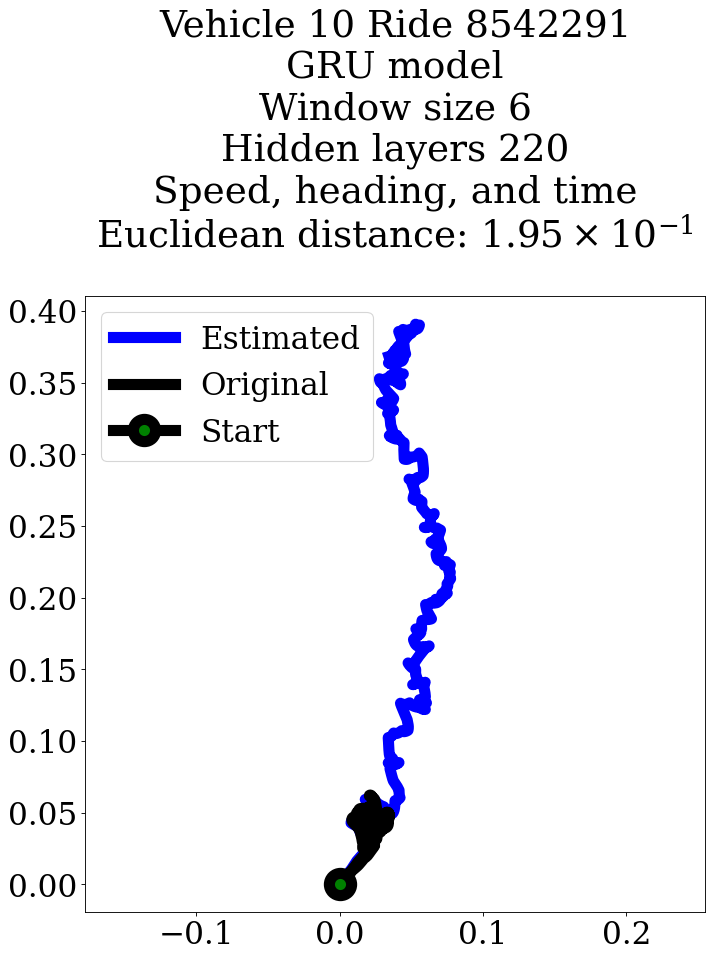 Vehicle 10 Ride 8542291
GRU model
Window size 6
Hidden layers 220
Speed, heading, and time
Euclidean distance: 1.95 × 10⁻¹
0.40
0.35
0.30
0.25
0.20
0.15
0.10
0.05
0.00
Estimated
Original
Start
−0.1 0.0 0.1 0.2